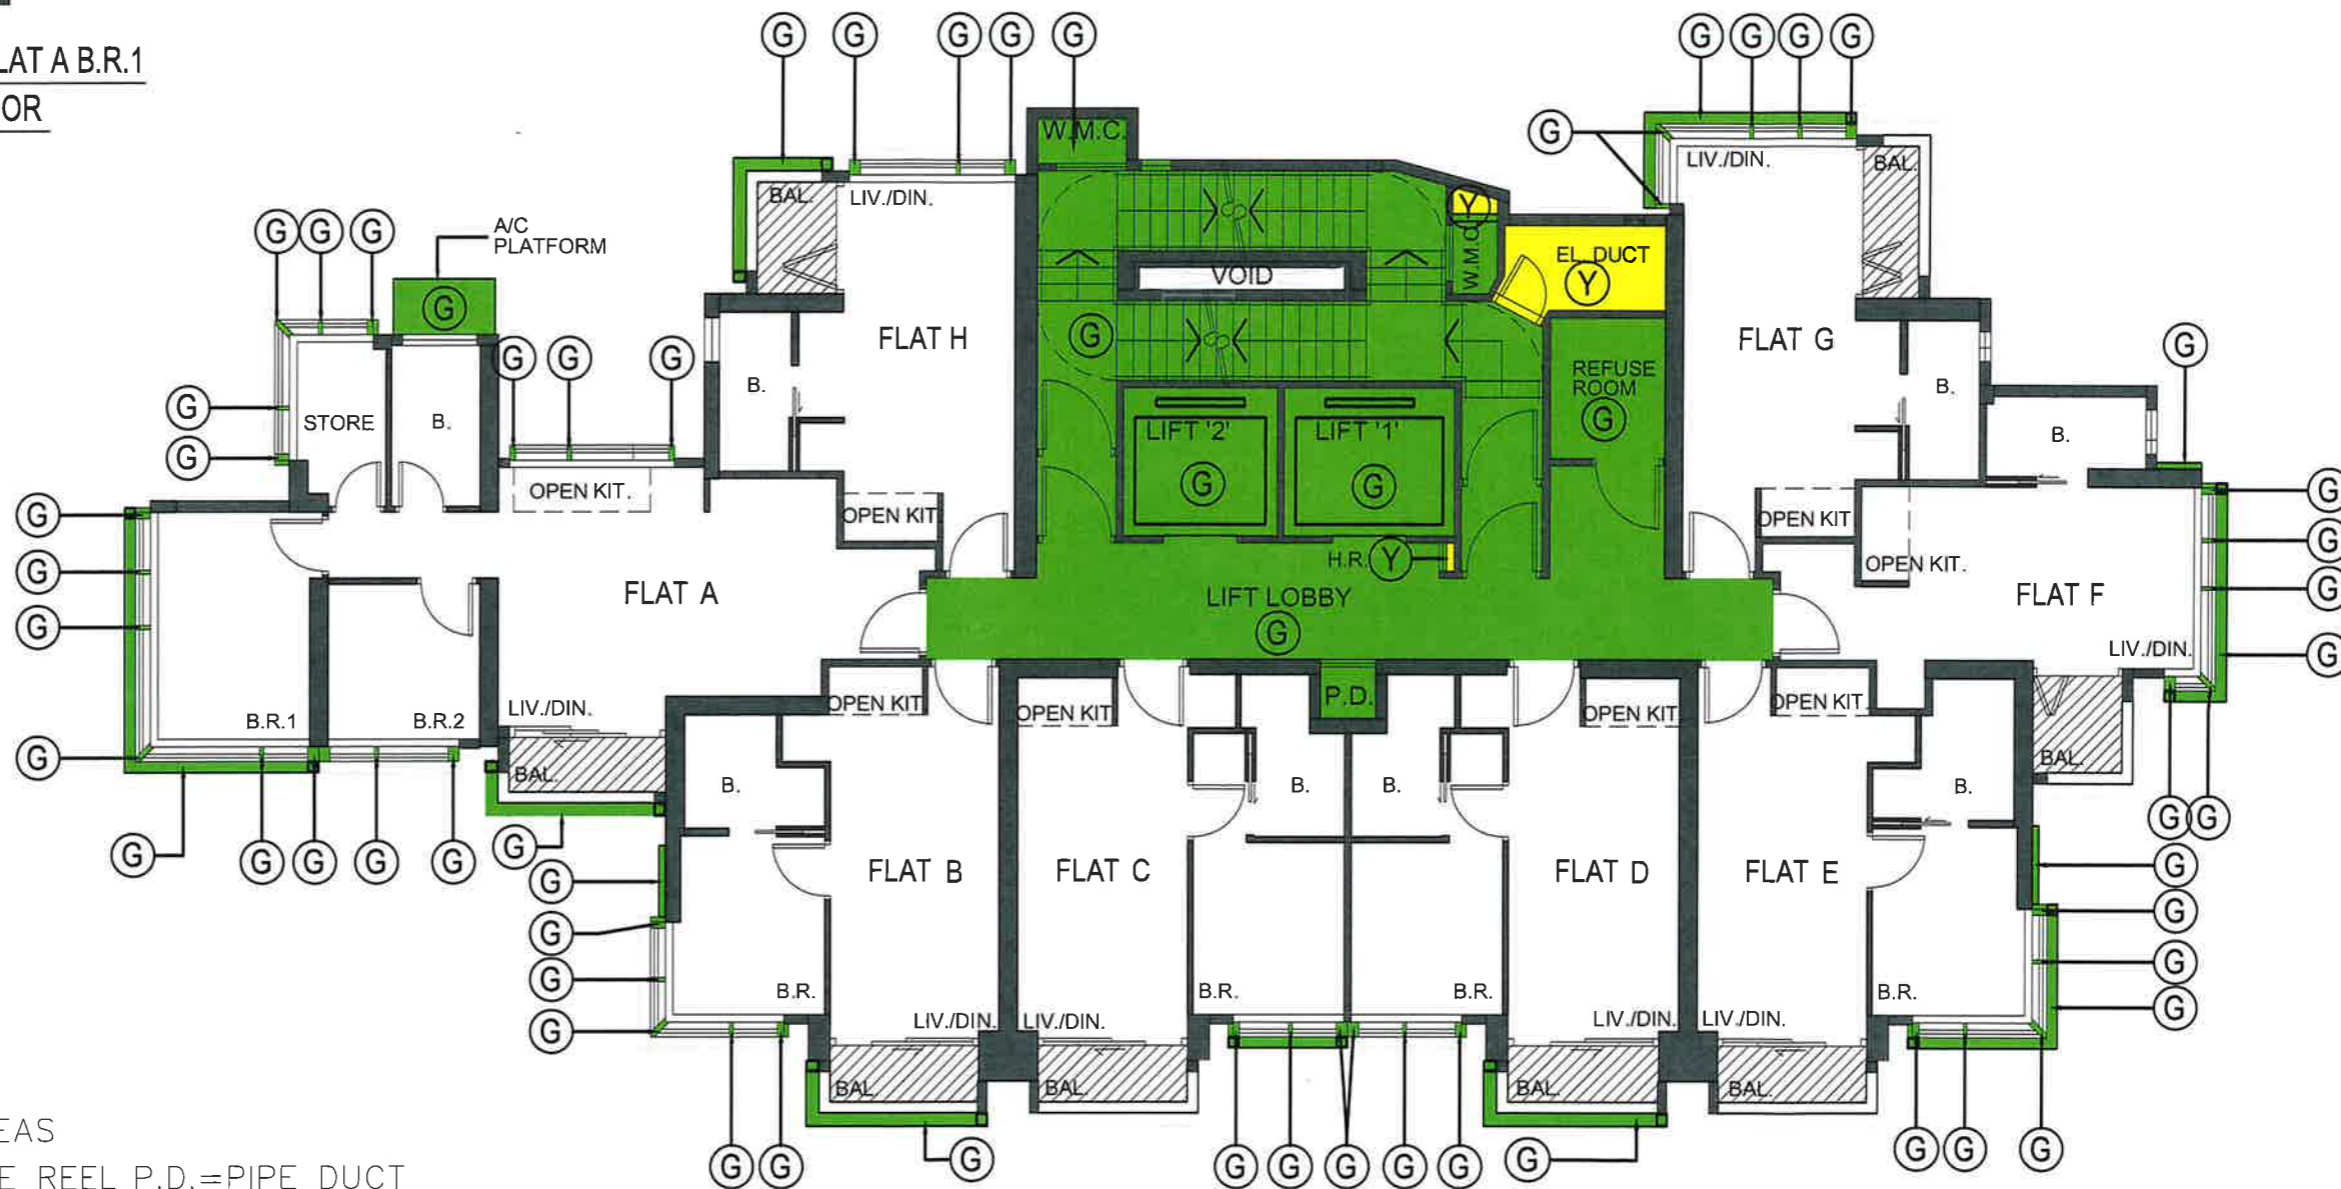 G G G G G G G G G
LAT A B.R.1
OOR
W.M.C.
G
LIV./DIN.
BAL.
BAL. LIV./DIN.
Y
G G G
A/C
PLATFORM
W.M.C.
EL. DUCT
Y
VOID
G
FLAT H
G
FLAT G
G
G G G
REFUSE
ROOM
G
B.
B.
G
STORE
B.
LIFT '2'
G
LIFT '1'
G
B.
G
OPEN KIT.
OPEN KIT.
OPEN KIT.
G
G
G
G
H.R. Y
OPEN KIT.
G
FLAT A
LIFT LOBBY
G
FLAT F
G
G
LIV./DIN.
G
OPEN KIT.
OPEN KIT.
P.D.
OPEN KIT.
OPEN KIT.
LIV./DIN.
B.R.1
B.R.2
G
BAL.
BAL.
B.
B.
B.
B.
G G
G
G G G G G
FLAT B
FLAT C
FLAT D
FLAT E
G
G
G
G
G
G
G
B.R.
B.R.
B.R.
B.R.
G
G
LIV./DIN.
LIV./DIN.
LIV./DIN.
LIV./DIN.
BAL.
BAL.
BAL.
BAL.
EAS
G G G G G G G G G G G G
E REEL P.D.=PIPE DUCT